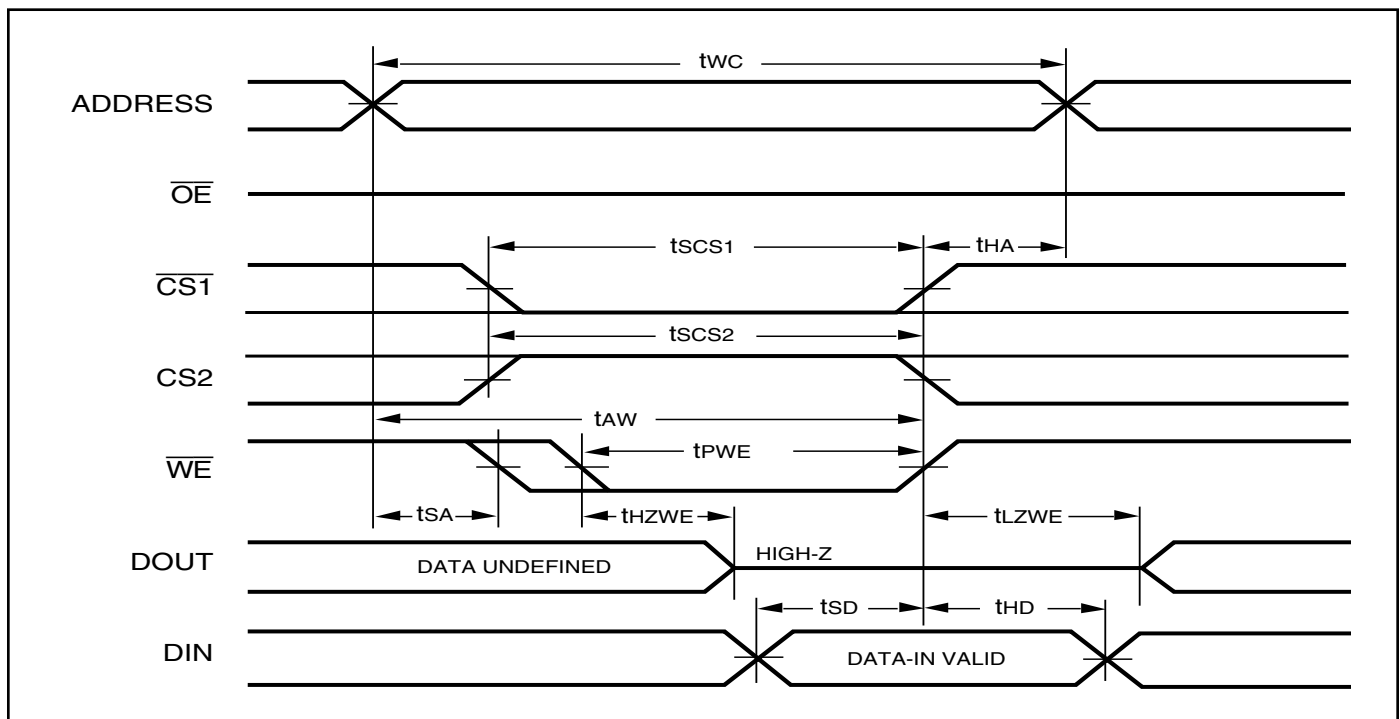 tWC
ADDRESS
OE
tSCS1
tHA
CS1
tSCS2
CS2
tAW
tPWE
WE
tSA
tHZWE
tLZWE
DOUT
DATA UNDEFINED
HIGH-Z
tSD
tHD
DIN
DATA-IN VALID